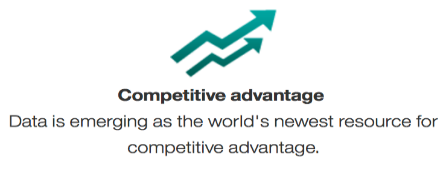 Competitive advantage
Data is emerging as the world's newest resource for
competitive advantage.